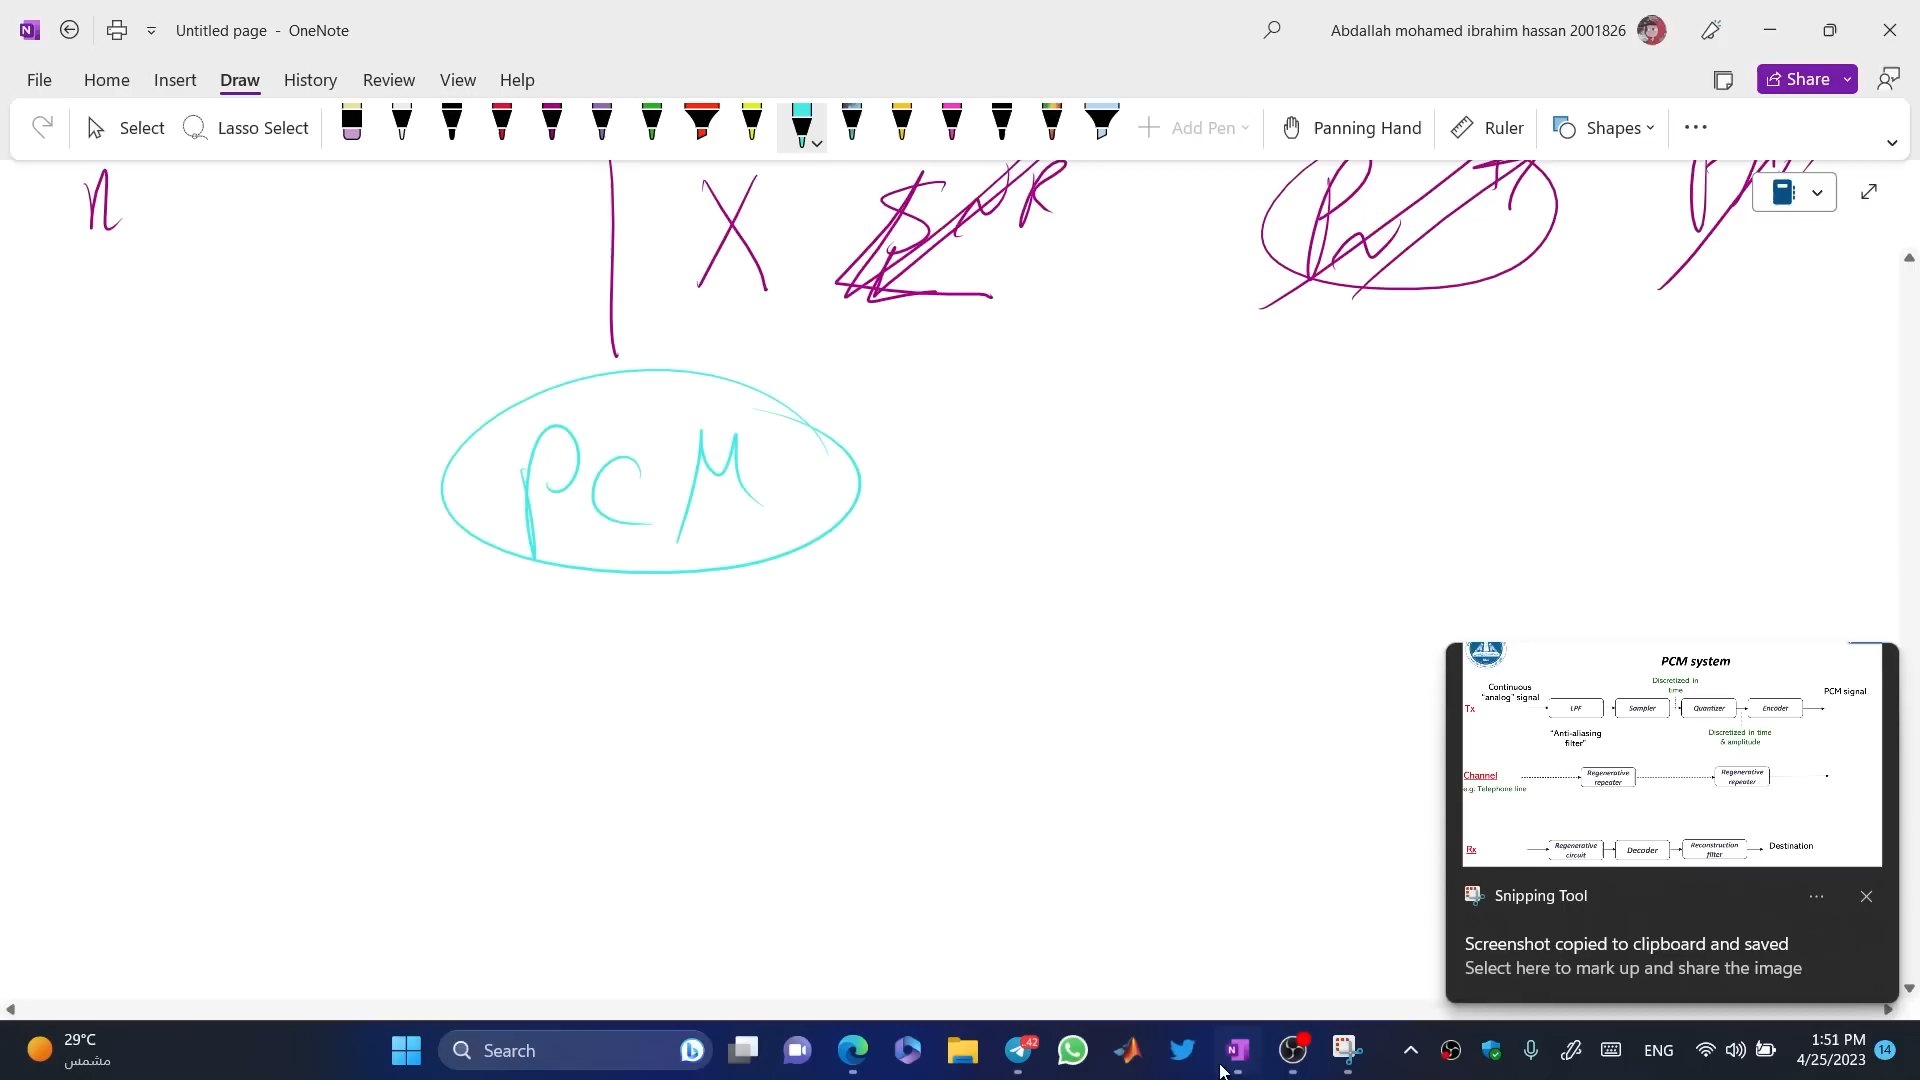 Untitled page - OneNote
Abdallah mohamed ibrahim hassan 2001826
File Home Insert Draw History Review View Help
Share
Select Lasso Select Add Pen Panning Hand Ruler Shapes
n
X
SNR
PCM
PCM system
Continuous
"analog" signal
Discretized in
time
PCM signal
Tx
LPF Sampler Quantizer Encoder
"Anti-aliasing
filter"
Discretized in time
& amplitude
Channel
Regenerative
repeater
Regenerative
repeater
e.g. Telephone line
Rx
Regenerative
circuit
Decoder
Reconstruction
filter
Destination
Snipping Tool
Screenshot copied to clipboard and saved
Select here to mark up and share the image
29°C
مشمس
Search
42
ENG
1:51 PM
4/25/2023
14